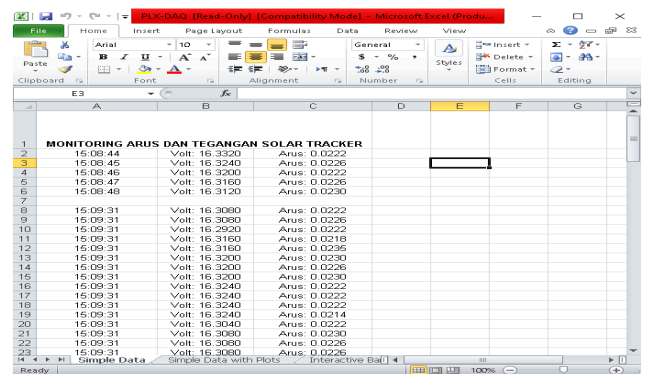 PLX-DAQ. [Read-Only] [Compatibility Mode] - Microsoft Excel (Produ...
File Home Insert Page Layout Formulas Data Review View
Paste
Arial 10
B I U
A A
General
$ % ,
Styles
Insert
Delete
Format
Σ
Clipboard Font Alignment Number Cells Editing
E3 fx
A B C D E F G
1 MONITORING ARUS DAN TEGANGAN SOLAR TRACKER
2 15:08:44 Volt: 16.3320 Arus: 0.0222
3 15:08:45 Volt: 16.3240 Arus: 0.0226
4 15:08:46 Volt: 16.3200 Arus: 0.0222
5 15:08:47 Volt: 16.3160 Arus: 0.0226
6 15:08:48 Volt: 16.3120 Arus: 0.0230
7
8 15:09:31 Volt: 16.3080 Arus: 0.0222
9 15:09:31 Volt: 16.3080 Arus: 0.0226
10 15:09:31 Volt: 16.2920 Arus: 0.0222
11 15:09:31 Volt: 16.3160 Arus: 0.0218
12 15:09:31 Volt: 16.3160 Arus: 0.0235
13 15:09:31 Volt: 16.3200 Arus: 0.0230
14 15:09:31 Volt: 16.3200 Arus: 0.0226
15 15:09:31 Volt: 16.3200 Arus: 0.0230
16 15:09:31 Volt: 16.3240 Arus: 0.0222
17 15:09:31 Volt: 16.3240 Arus: 0.0222
18 15:09:31 Volt: 16.3240 Arus: 0.0222
19 15:09:31 Volt: 16.3240 Arus: 0.0214
20 15:09:31 Volt: 16.3040 Arus: 0.0222
21 15:09:31 Volt: 16.3080 Arus: 0.0230
22 15:09:31 Volt: 16.3080 Arus: 0.0226
23 15:09:31 Volt: 16.3080 Arus: 0.0226
Simple Data Simple Data with Plots Interactive Ba
Ready 100%